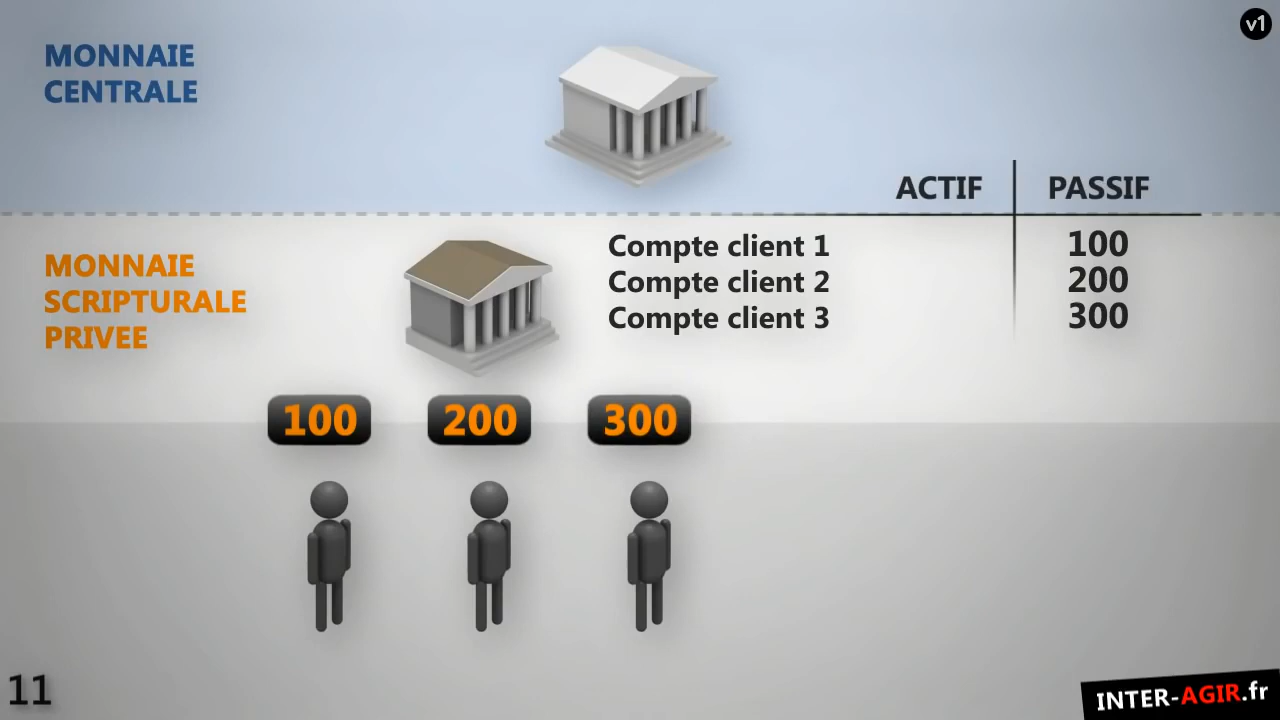 v1
MONNAIE
CENTRALE
ACTIF PASSIF
MONNAIE
SCRIPTURALE
PRIVEE
Compte client 1 100
Compte client 2 200
Compte client 3 300
100 200 300
11
INTER-AGIR.fr